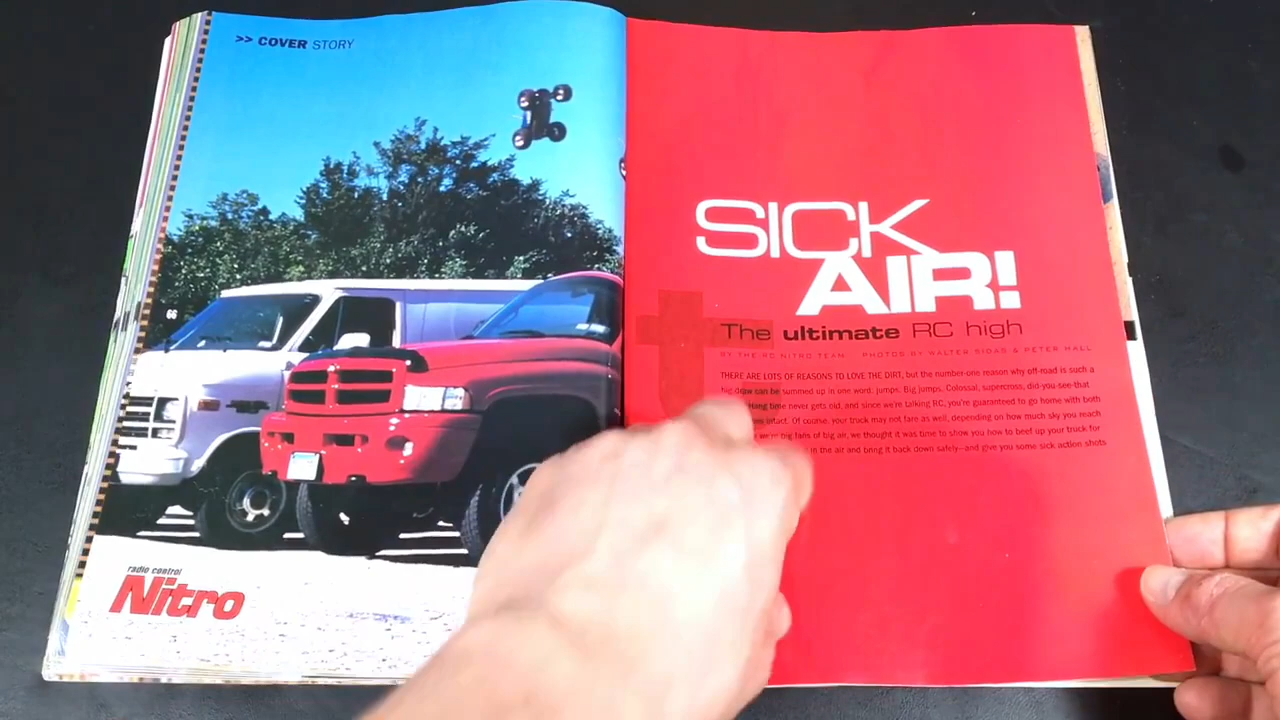 >> COVER STORY
66
radio control
Nitro
SICK
AIR!
The ultimate RC high
BY THE RC NITRO TEAM PHOTOS BY WALTER SIDAS & PETER HALL
THERE ARE LOTS OF REASONS TO LOVE THE DIRT, but the number-one reason why off-road is such a
big draw can be summed up in one word: jumps. Big jumps. Colossal, supercross, did-you-see-that
Hang time never gets old, and since we're talking RC, you're guaranteed to go home with both
intact. Of course, your truck may not fare as well, depending on how much sky you reach
we're big fans of big air, we thought it was time to show you how to beef up your truck for
in the air and bring it back down safely—and give you some sick action shots